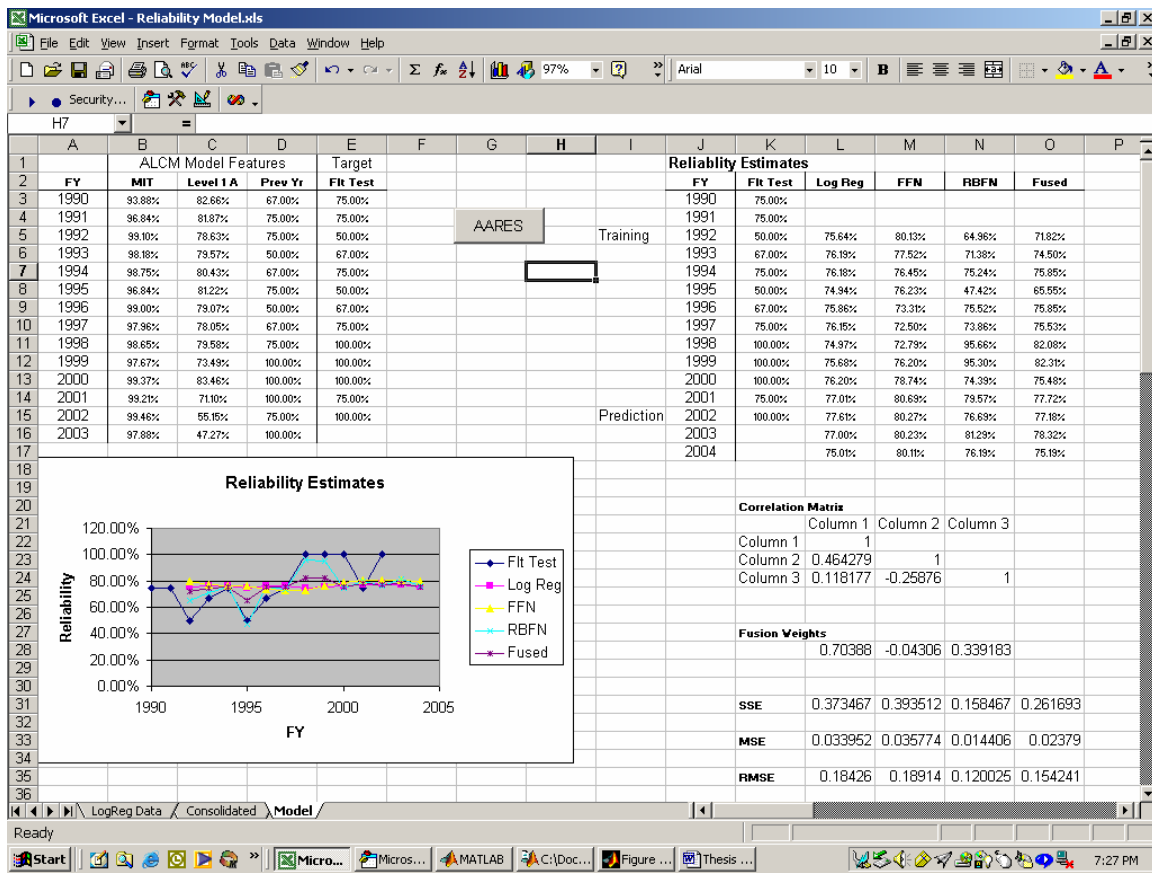 Microsoft Excel - Reliability Model.xls
File Edit View Insert Format Tools Data Window Help
97% Arial 10 B
Security...
H7 =
A B C D E F G H I J K L M N O P
1 ALCM Model Features Target Reliablity Estimates
2 FY MIT Level 1 A Prev Yr Flt Test FY Flt Test Log Reg FFN RBFN Fused
3 1990 93.88% 82.66% 67.00% 75.00% 1990 75.00%
4 1991 96.84% 81.87% 75.00% 75.00% AARES 1991 75.00%
5 1992 99.10% 78.63% 75.00% 50.00% Training 1992 50.00% 75.64% 80.13% 64.96% 71.82%
6 1993 98.18% 79.57% 50.00% 67.00% 1993 67.00% 76.19% 77.52% 71.38% 74.50%
7 1994 98.75% 80.43% 67.00% 75.00% 1994 75.00% 76.18% 76.45% 75.24% 75.85%
8 1995 96.84% 81.22% 75.00% 50.00% 1995 50.00% 74.94% 76.23% 47.42% 65.55%
9 1996 99.00% 79.07% 50.00% 67.00% 1996 67.00% 75.86% 73.31% 75.52% 75.85%
10 1997 97.96% 78.05% 67.00% 75.00% 1997 75.00% 76.15% 72.50% 73.86% 75.53%
11 1998 98.65% 79.58% 75.00% 100.00% 1998 100.00% 74.97% 72.79% 95.66% 82.08%
12 1999 97.67% 73.49% 100.00% 100.00% 1999 100.00% 75.68% 76.20% 95.30% 82.31%
13 2000 99.37% 83.46% 100.00% 100.00% 2000 100.00% 76.20% 78.74% 74.39% 75.48%
14 2001 99.21% 71.10% 100.00% 75.00% 2001 75.00% 77.01% 80.69% 79.57% 77.72%
15 2002 99.46% 55.15% 75.00% 100.00% Prediction 2002 100.00% 77.61% 80.27% 76.69% 77.18%
16 2003 97.88% 47.27% 100.00% 2003 77.00% 80.23% 81.29% 78.32%
17 2004 75.01% 80.11% 76.19% 75.19%
18
19
20 Correlation Matrix
21 Column 1 Column 2 Column 3
22 Column 1 1
23 Column 2 0.464279 1
24 Column 3 0.118177 -0.25876 1
25
26
27 Fusion Weights
28 0.70388 -0.04306 0.339183
29
30
31 SSE 0.373467 0.393512 0.158467 0.261693
32
33 MSE 0.033952 0.035774 0.014406 0.02379
34
35 RMSE 0.18426 0.18914 0.120025 0.154241
36
Reliability Estimates
120.00%
100.00%
80.00%
60.00%
40.00%
20.00%
0.00%
Reliability
1990 1995 2000 2005
FY
Flt Test
Log Reg
FFN
RBFN
Fused
LogReg Data Consolidated Model
Ready
Start Micro... Micros... MATLAB C:\Doc... Figure ... Thesis ... 7:27 PM